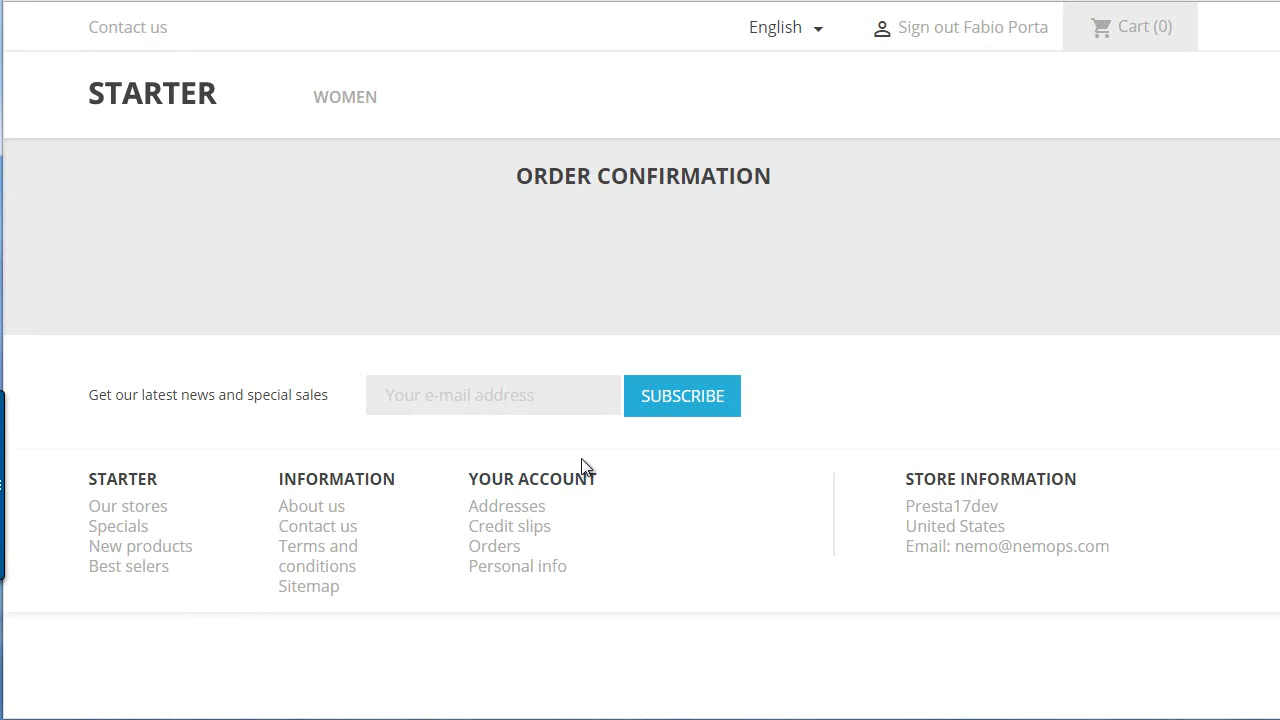 Contact us
English
Sign out Fabio Porta
Cart (0)
STARTER
WOMEN
ORDER CONFIRMATION
Get our latest news and special sales
Your e-mail address
SUBSCRIBE
STARTER
Our stores
Specials
New products
Best selers
INFORMATION
About us
Contact us
Terms and
conditions
Sitemap
YOUR ACCOUNT
Addresses
Credit slips
Orders
Personal info
STORE INFORMATION
Presta17dev
United States
Email: nemo@nemops.com